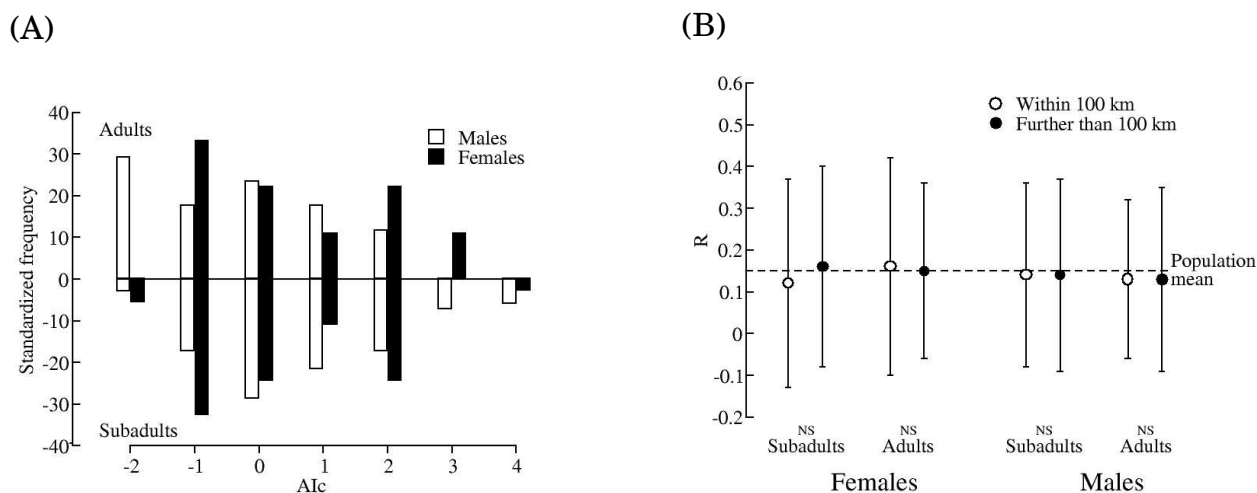 (A)
40
30
20
10
0
-10
-20
-30
-40
Standardized frequency
Adults
Subadults
Males
Females
-2 -1 0 1 2 3 4
AIc
(B)
0.6
0.5
0.4
0.3
0.2
0.1
0
-0.1
-0.2
R
Within 100 km
Further than 100 km
Population
mean
NS NS NS NS
Subadults Adults Subadults Adults
Females Males